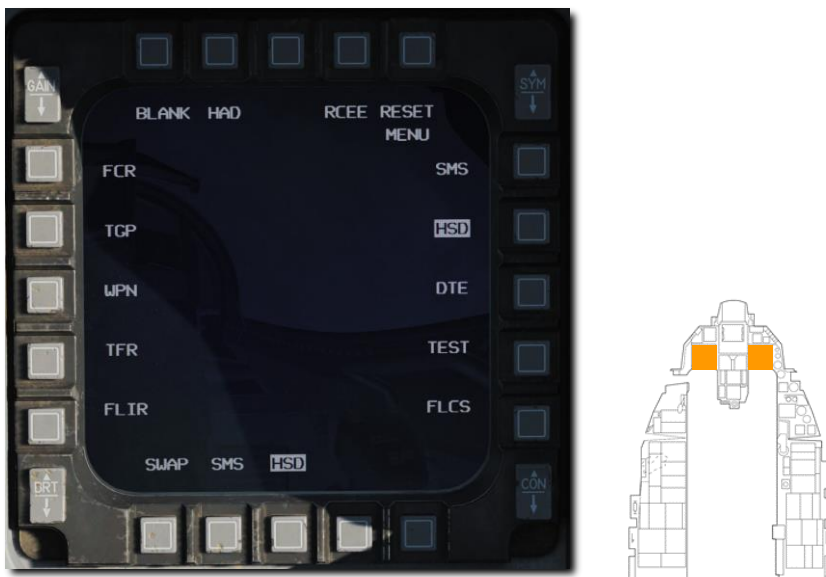 GAIN
SYM
BLANK HAD RCEE RESET
MENU
FCR SMS
TGP HSD
WPN DTE
TFR TEST
FLIR FLCS
SWAP SMS HSD
BRT
CON